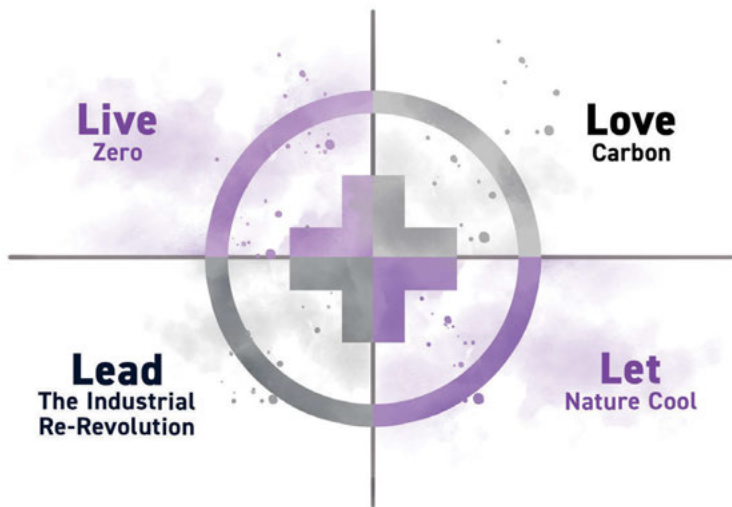 Live
Zero
Love
Carbon
Lead
The Industrial
Re-Revolution
Let
Nature Cool